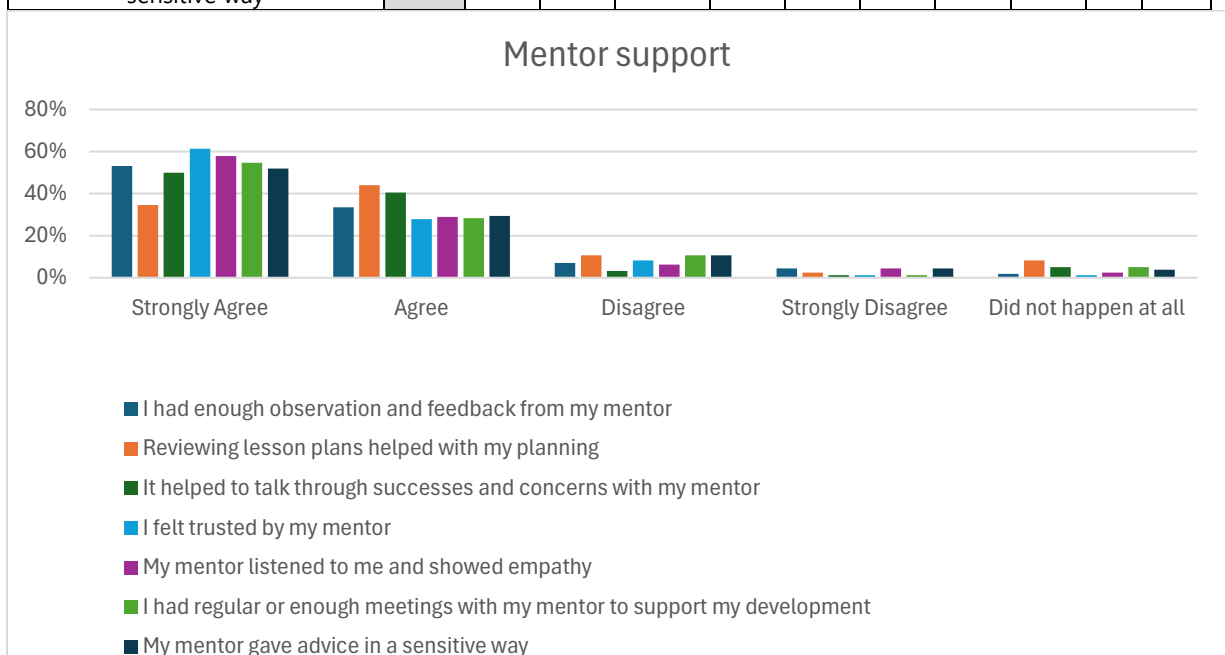 sensitive way
Mentor support
80%
60%
40%
20%
0%
Strongly Agree
Agree
Disagree
Strongly Disagree
Did not happen at all
I had enough observation and feedback from my mentor
Reviewing lesson plans helped with my planning
It helped to talk through successes and concerns with my mentor
I felt trusted by my mentor
My mentor listened to me and showed empathy
I had regular or enough meetings with my mentor to support my development
My mentor gave advice in a sensitive way